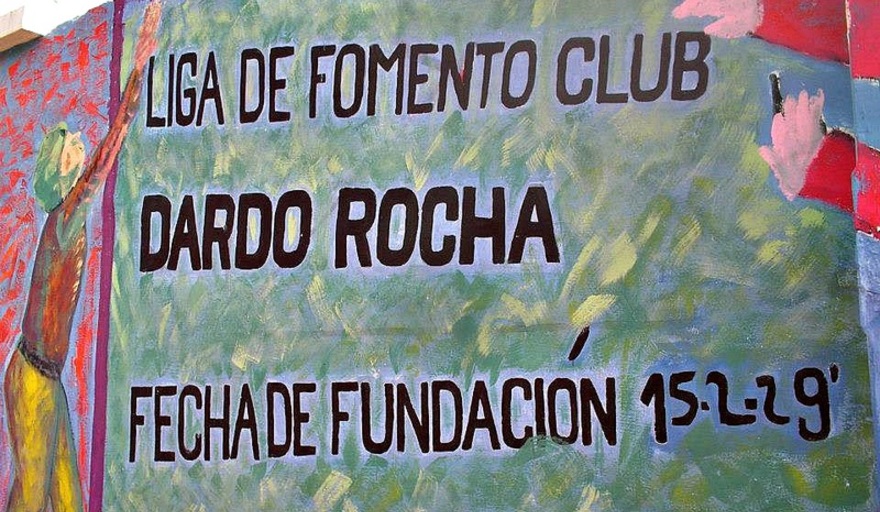 LIGA DE FOMENTO CLUB
DARDO ROCHA
FECHA DE FUNDACIÓN 15-2-29'